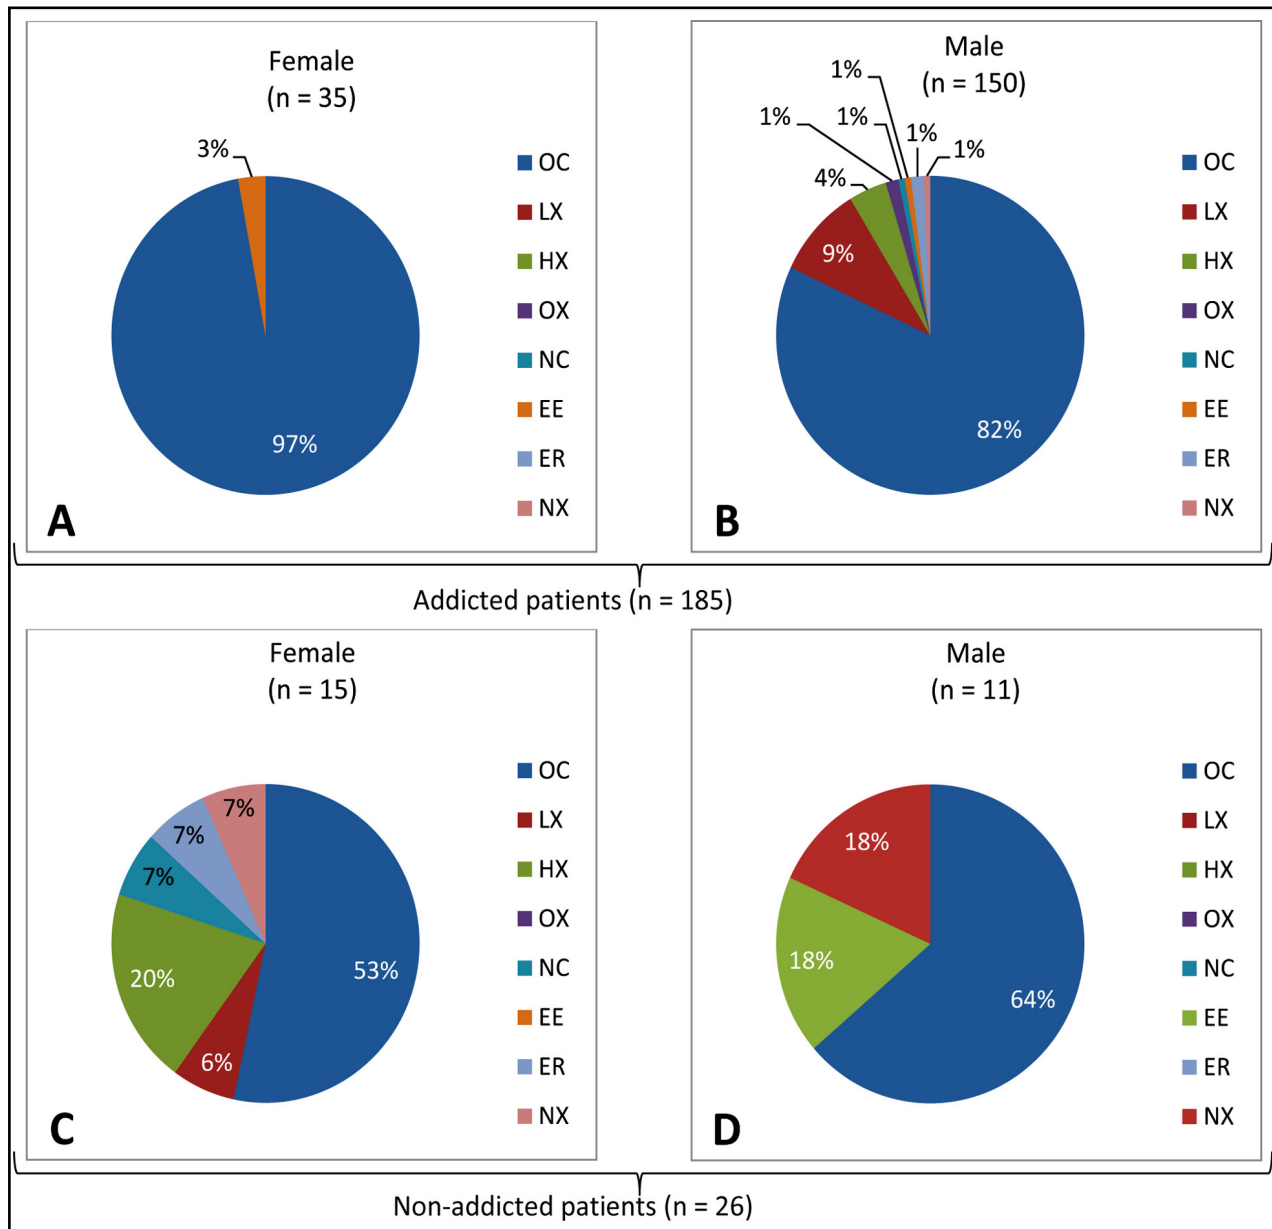 Female
(n = 35)
3%
97%
OC
LX
HX
OX
NC
EE
ER
NX
A
Male
(n = 150)
1%
1%
1%
1%
1%
4%
9%
82%
OC
LX
HX
OX
NC
EE
ER
NX
B
Addicted patients (n = 185)
Female
(n = 15)
7%
7%
7%
20%
6%
53%
OC
LX
HX
OX
NC
EE
ER
NX
C
Male
(n = 11)
18%
18%
64%
OC
LX
HX
OX
NC
EE
ER
NX
D
Non-addicted patients (n = 26)